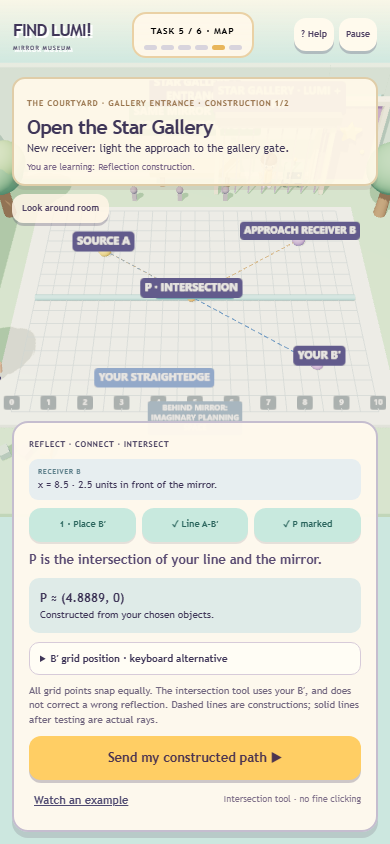 FIND LUMI!
MIRROR MUSEUM
TASK 5 / 6 · MAP
? Help
Pause
THE COURTYARD · GALLERY ENTRANCE · CONSTRUCTION 1/2
Open the Star Gallery
New receiver: light the approach to the gallery gate.
You are learning: Reflection construction.
Look around room
SOURCE A
APPROACH RECEIVER B
P · INTERSECTION
YOUR B′
YOUR STRAIGHTEDGE
0 1 2 3 7 8 9 10
BEHIND MIRROR:
IMAGINARY PLANNING
REFLECT · CONNECT · INTERSECT
RECEIVER B
x = 8.5 · 2.5 units in front of the mirror.
1 · Place B′
✓ Line A–B′
✓ P marked
P is the intersection of your line and the mirror.
P ≈ (4.8889, 0)
Constructed from your chosen objects.
▶ B′ grid position · keyboard alternative
All grid points snap equally. The intersection tool uses your B′, and does
not correct a wrong reflection. Dashed lines are constructions; solid lines
after testing are actual rays.
Send my constructed path ▶
Watch an example
Intersection tool · no fine clicking